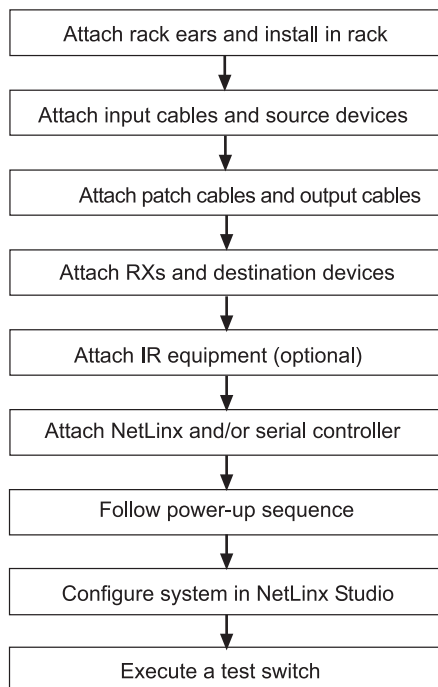 Attach rack ears and install in rack
Attach input cables and source devices
Attach patch cables and output cables
Attach RXs and destination devices
Attach IR equipment (optional)
Attach NetLinx and/or serial controller
Follow power-up sequence
Configure system in NetLinx Studio
Execute a test switch